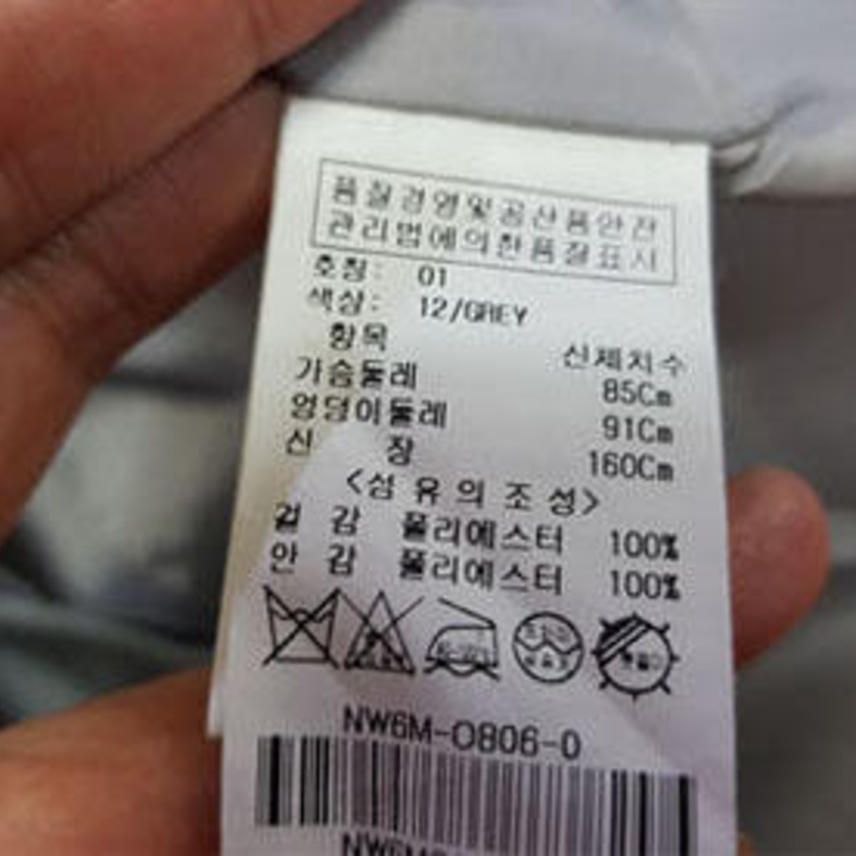 품질경영및공산품안전
관리법에의한품질표시
호칭: 01
색상: 12/GREY
항목 신체치수
가슴둘레 85Cm
엉덩이둘레 91Cm
신 장 160Cm
<섬 유 의 조 성>
겉 감 폴리에스터 100%
안 감 폴리에스터 100%
NW6M-0806-0